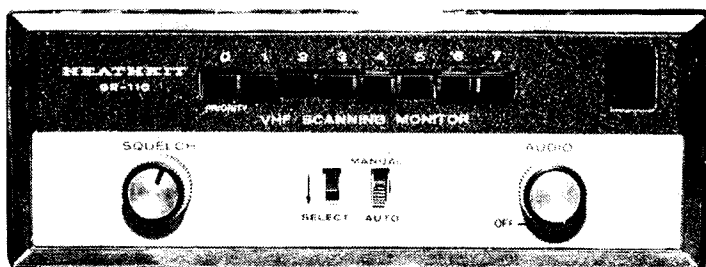 0 1 2 3 4 5 6 7
HEATHKIT
GR-110
PRIORITY
VHF SCANNING MONITOR
SQUELCH
MANUAL
AUDIO
SELECT
AUTO
OFF